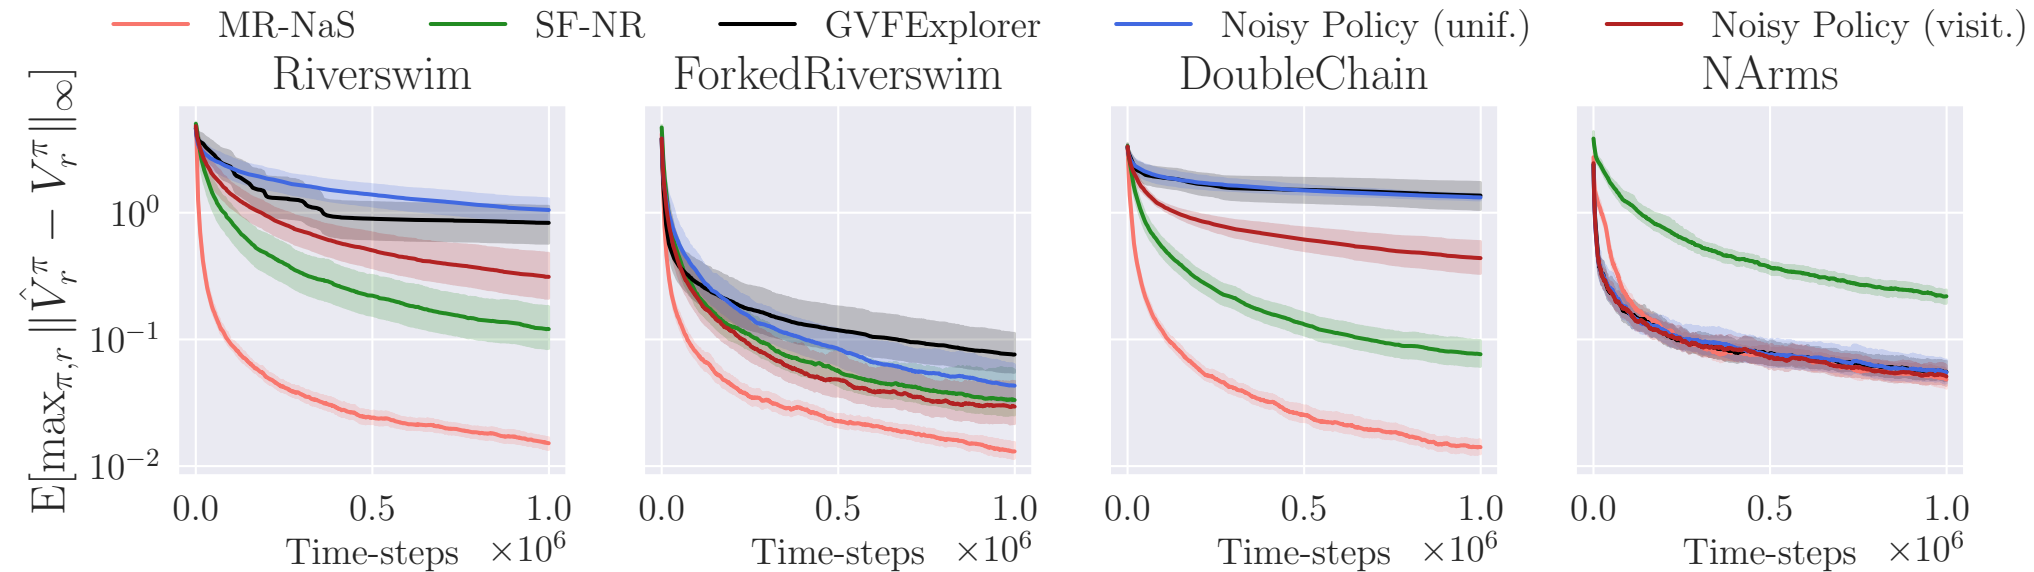 MR-NaS SF-NR GVFExplorer Noisy Policy (unif.) Noisy Policy (visit.)
Riverswim ForkedRiverswim DoubleChain NArms
E[max_{π,r} ‖V̂_r^π − V_r^π‖_∞]
10^0
10^{−1}
10^{−2}
0.0 0.5 1.0 0.0 0.5 1.0 0.0 0.5 1.0 0.0 0.5 1.0
Time-steps ×10^6 Time-steps ×10^6 Time-steps ×10^6 Time-steps ×10^6